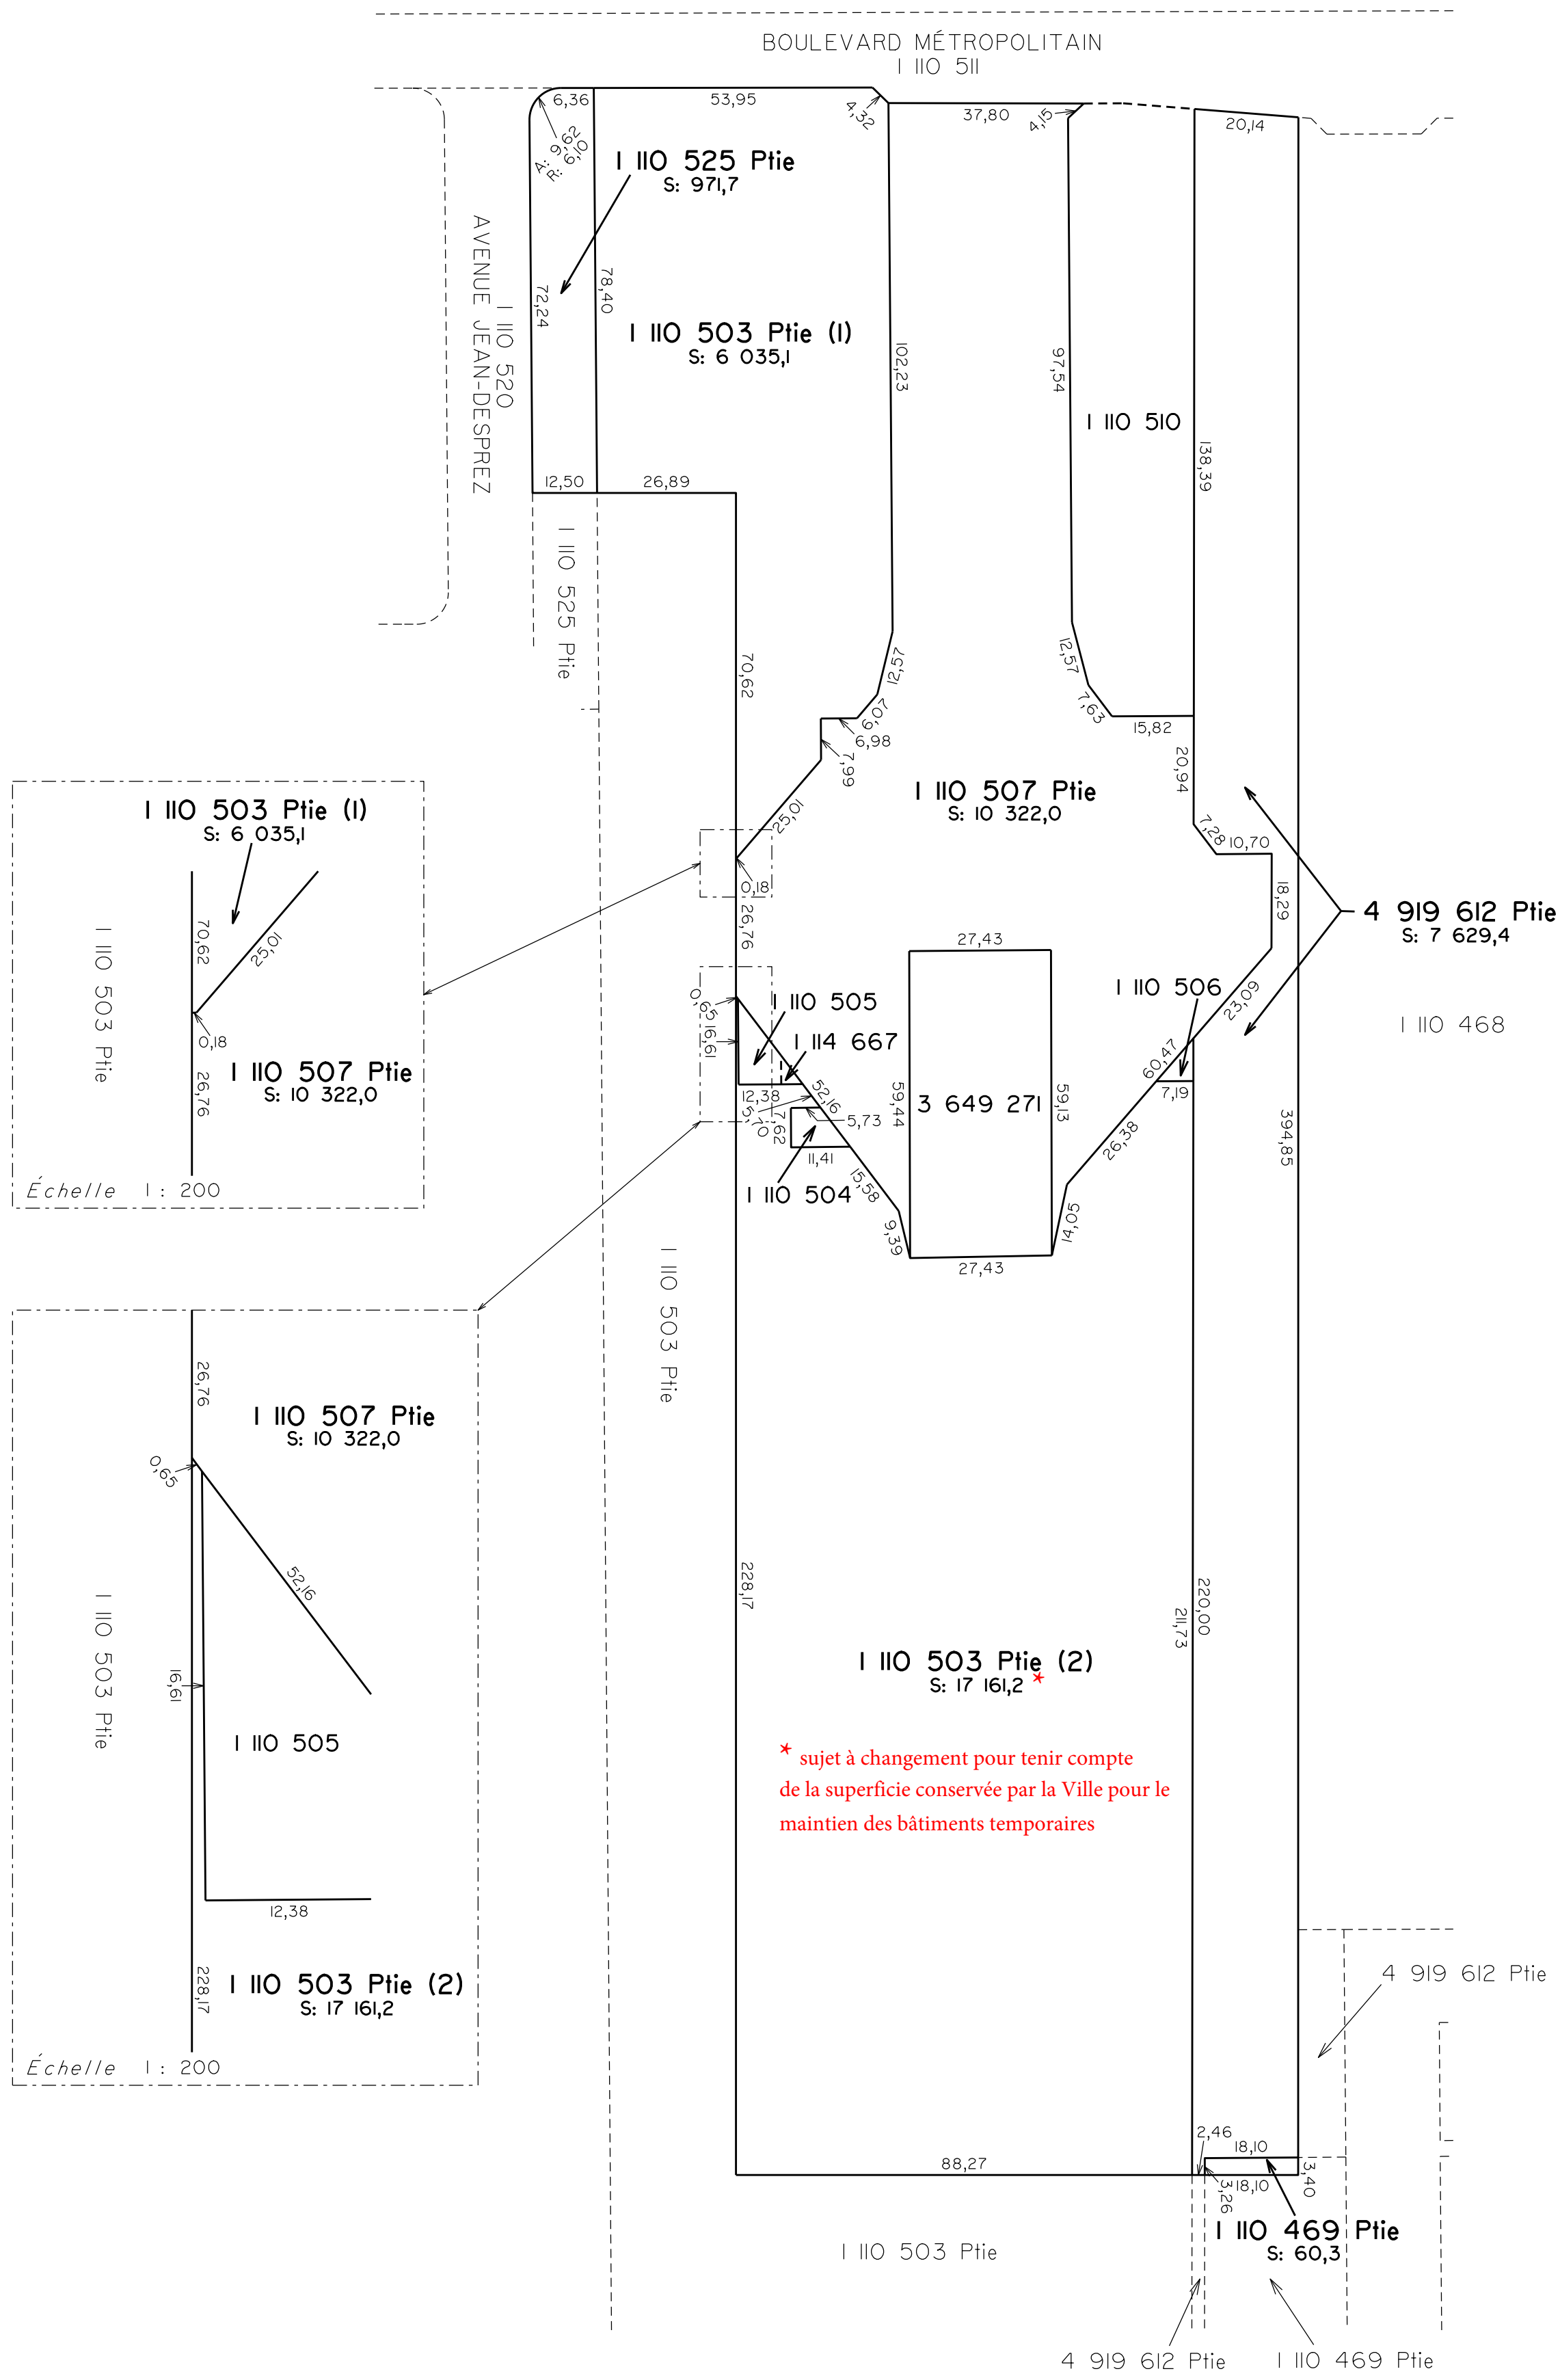 BOULEVARD MÉTROPOLITAIN
1 110 511
6,36
53,95
4,32
37,80
4,15
20,14
A: 9,62
R: 6,10
1 110 525 Ptie
S: 971,7
AVENUE JEAN-DESPREZ
1 110 520
72,24
78,40
1 110 503 Ptie (1)
S: 6 035,1
102,23
97,54
1 110 510
138,39
12,50
26,89
1 110 525 Ptie
70,62
12,57
6,07
6,98
7,99
25,01
12,57
7,63
15,82
20,94
1 110 507 Ptie
S: 10 322,0
7,28
10,70
18,29
0,18
26,76
4 919 612 Ptie
S: 7 629,4
1 110 468
27,43
1 110 506
23,09
0,65
16,61
1 110 505
1 114 667
12,38
52,16
5,70
7,62
5,73
11,41
1 110 504
15,58
9,39
59,44
3 649 271
59,13
60,47
7,19
26,38
14,05
27,43
394,85
1 110 503 Ptie
228,17
211,73
220,00
1 110 503 Ptie (2)
S: 17 161,2 *
* sujet à changement pour tenir compte
de la superficie conservée par la Ville pour le
maintien des bâtiments temporaires
1 110 503 Ptie (1)
S: 6 035,1
1 110 503 Ptie
70,62
25,01
0,18
26,76
1 110 507 Ptie
S: 10 322,0
Échelle 1 : 200
26,76
1 110 507 Ptie
S: 10 322,0
0,65
52,16
1 110 503 Ptie
16,61
1 110 505
12,38
228,17
1 110 503 Ptie (2)
S: 17 161,2
Échelle 1 : 200
4 919 612 Ptie
88,27
2,46
18,10
3,26
18,10
3,40
1 110 469 Ptie
S: 60,3
1 110 503 Ptie
4 919 612 Ptie
1 110 469 Ptie